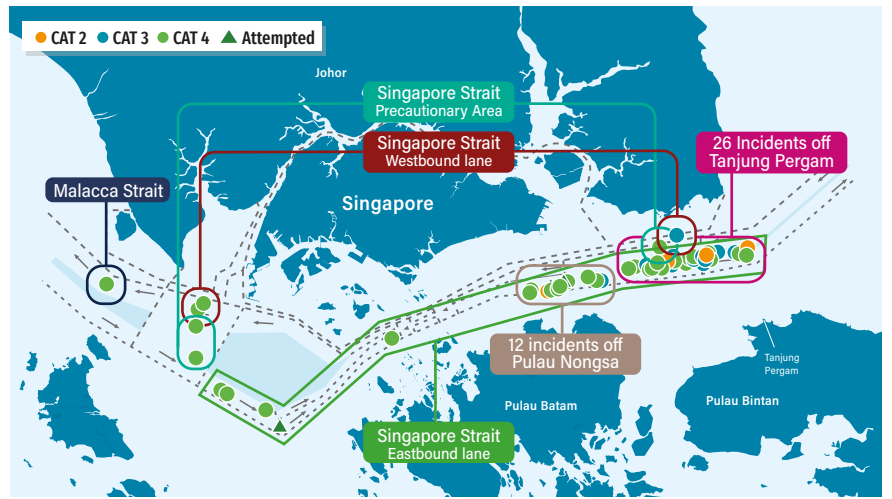 CAT 2
CAT 3
CAT 4
Attempted
Johor
Singapore Strait
Precautionary Area
Singapore Strait
Westbound lane
26 Incidents off
Tanjung Pergam
Malacca Strait
Singapore
12 incidents off
Pulau Nongsa
Tanjung
Pergam
Pulau Batam
Pulau Bintan
Singapore Strait
Eastbound lane